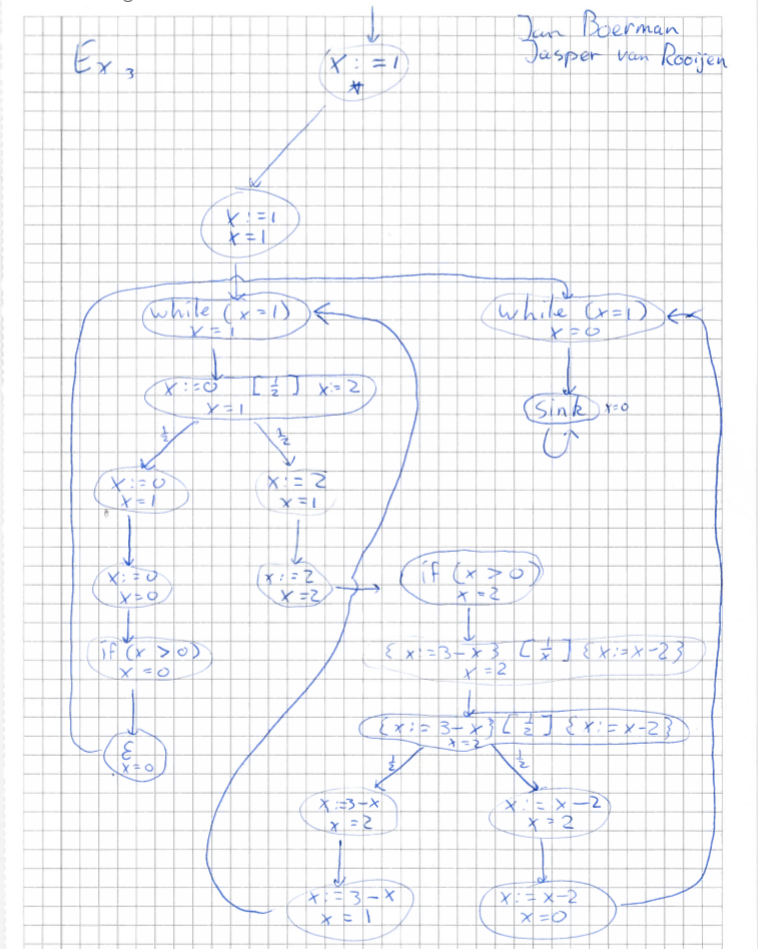 Jan Boerman
Jasper van Rooijen
Ex 3
x := 1
*
x := 1
x = 1
while (x=1)
x = 1
while (x=1)
x = 0
x := 0 [½] x := 2
x = 1
sink x=0
½
½
x := 0
x = 1
x := 2
x = 1
x := 0
x = 0
x := 2
x = 2
if (x > 0)
x = 2
if (x > 0)
x = 0
{x := 3-x} [1/x] {x := x-2}
x = 2
{x := 3-x} [½] {x := x-2}
x = 2
ε
x = 0
½
½
x := 3-x
x = 2
x := x-2
x = 2
x := 3-x
x = 1
x := x-2
x = 0